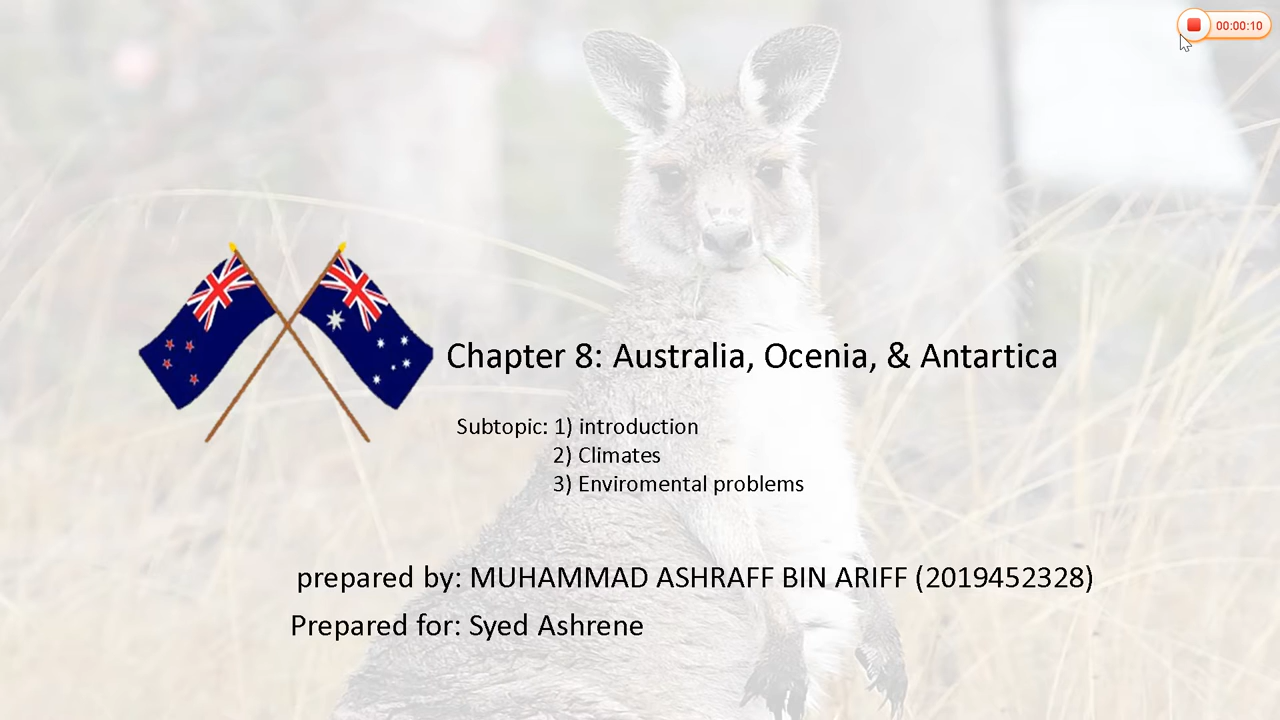 00:00:10
Chapter 8: Australia, Ocenia, & Antartica
Subtopic: 1) introduction
2) Climates
3) Enviromental problems
prepared by: MUHAMMAD ASHRAFF BIN ARIFF (2019452328)
Prepared for: Syed Ashrene